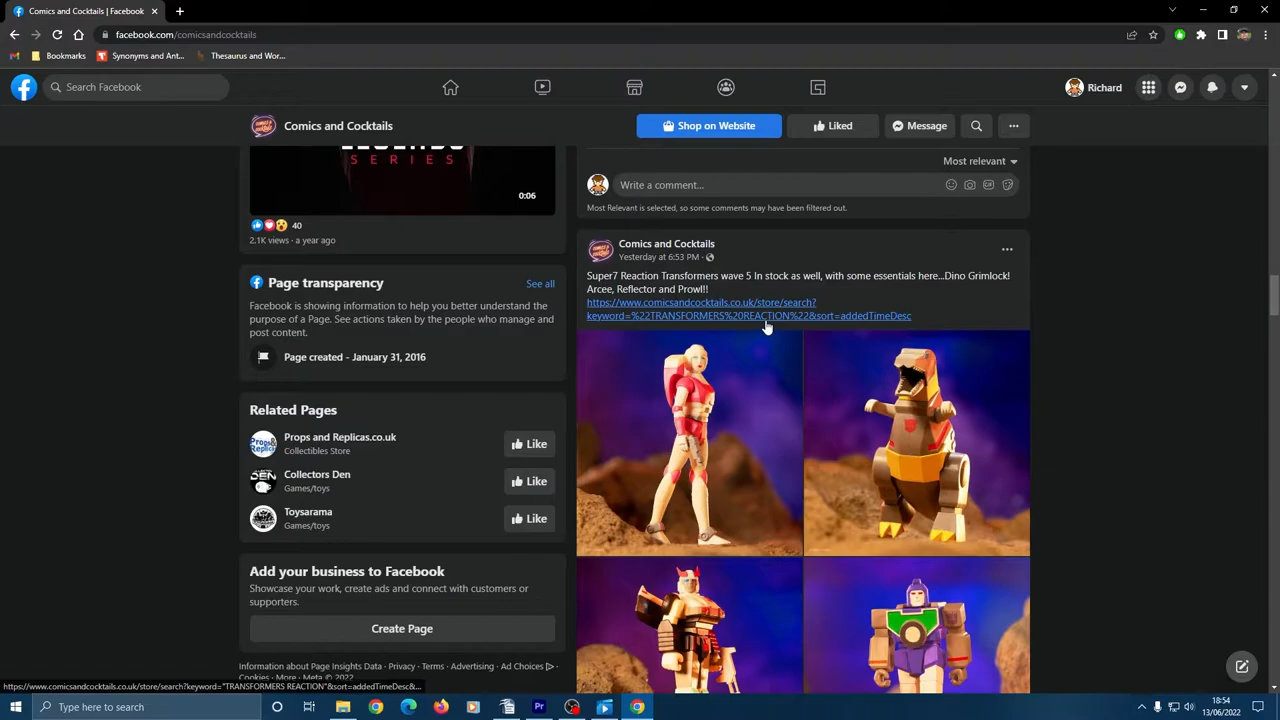 Comics and Cocktails | Facebook
facebook.com/comicsandcocktails
Bookmarks
Synonyms and Ant...
Thesaurus and Wor...
Search Facebook
Richard
Comics and Cocktails
Shop on Website
Liked
Message
LEGENDS
SERIES
0:06
40
2.1K views · a year ago
Page transparency
See all
Facebook is showing information to help you better understand the
purpose of a Page. See actions taken by the people who manage and
post content.
Page created - January 31, 2016
Related Pages
Props and Replicas.co.uk
Collectibles Store
Like
Collectors Den
Games/toys
Like
Toysarama
Games/toys
Like
Add your business to Facebook
Showcase your work, create ads and connect with customers or
supporters.
Create Page
Information about Page Insights Data · Privacy · Terms · Advertising · Ad Choices ·
Cookies · More · Meta © 2022
Most relevant
Write a comment...
GIF
Most Relevant is selected, so some comments may have been filtered out.
Comics and Cocktails
Yesterday at 6:53 PM ·
Super7 Reaction Transformers wave 5 In stock as well, with some essentials here...Dino Grimlock!
Arcee, Reflector and Prowl!!
https://www.comicsandcocktails.co.uk/store/search?
keyword=%22TRANSFORMERS%20REACTION%22&sort=addedTimeDesc
https://www.comicsandcocktails.co.uk/store/search?keyword="TRANSFORMERS REACTION"&sort=addedTimeDesc&...
Type here to search
18:54
13/06/2022